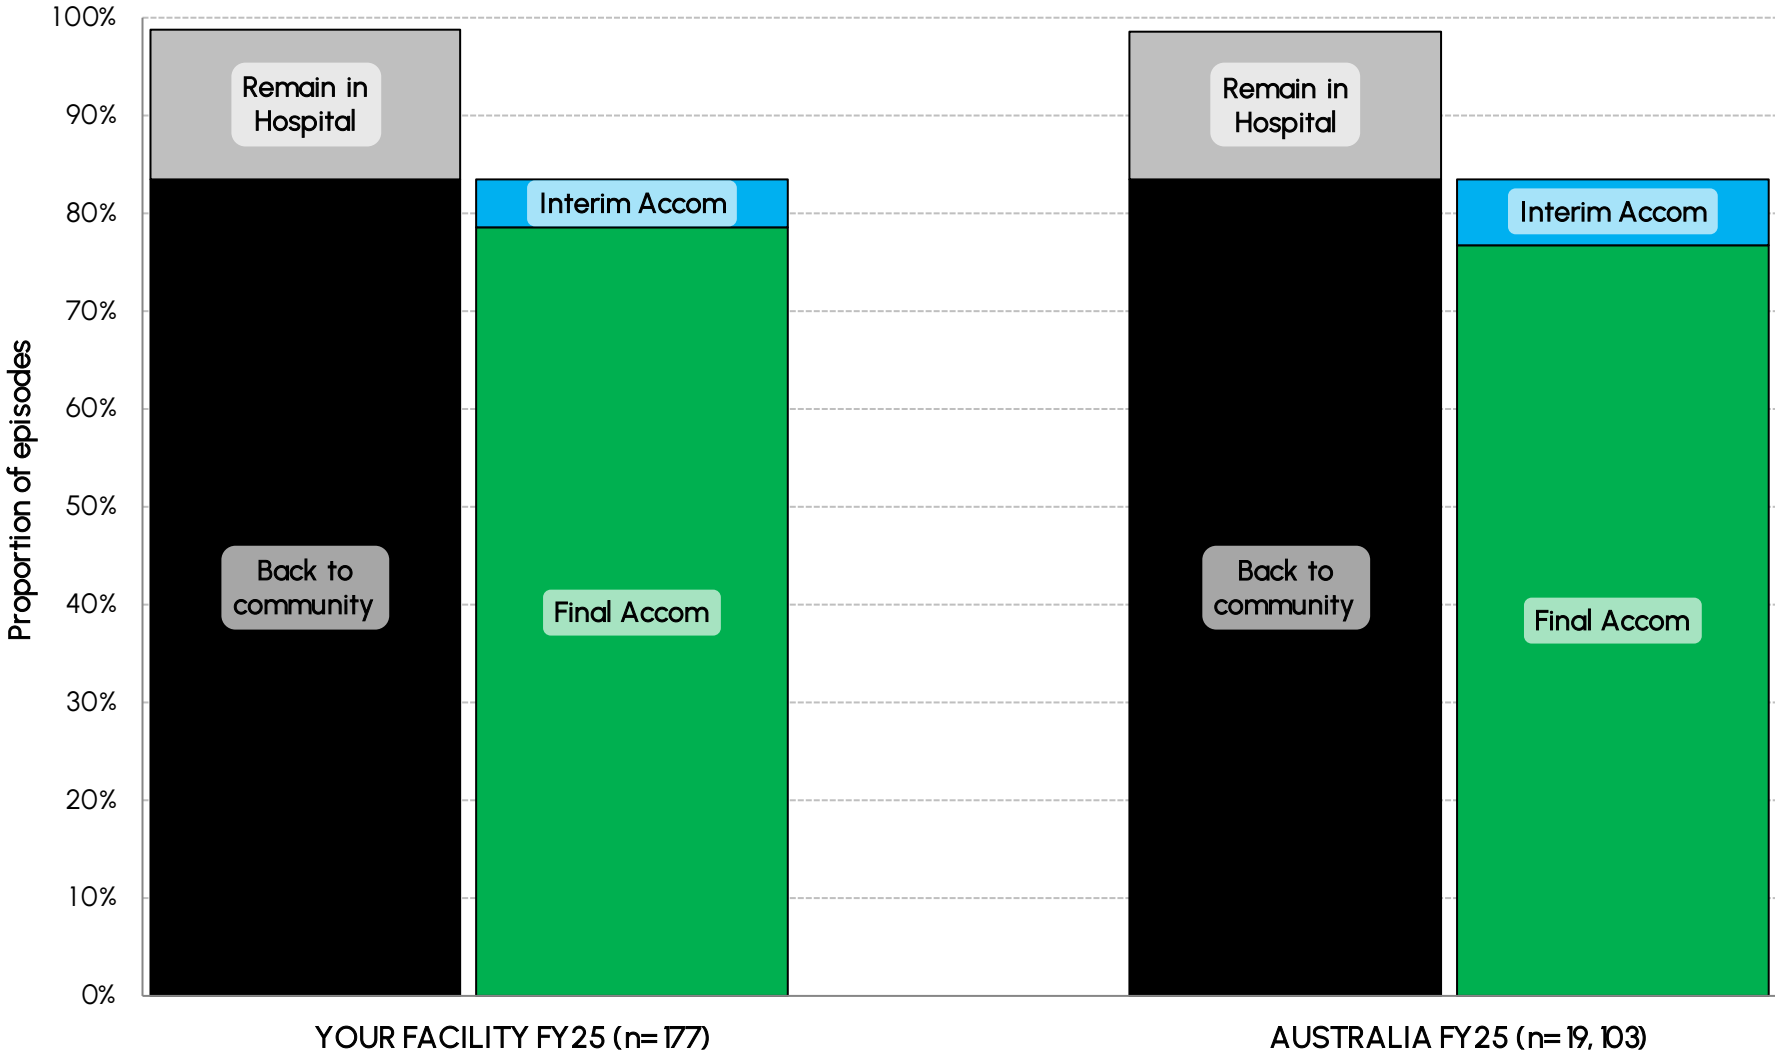 100%
90%
80%
70%
60%
50%
40%
30%
20%
10%
0%
Proportion of episodes
Remain in
Hospital
Back to
community
Interim Accom
Final Accom
Remain in
Hospital
Back to
community
Interim Accom
Final Accom
YOUR FACILITY FY25 (n=177)
AUSTRALIA FY25 (n=19,103)